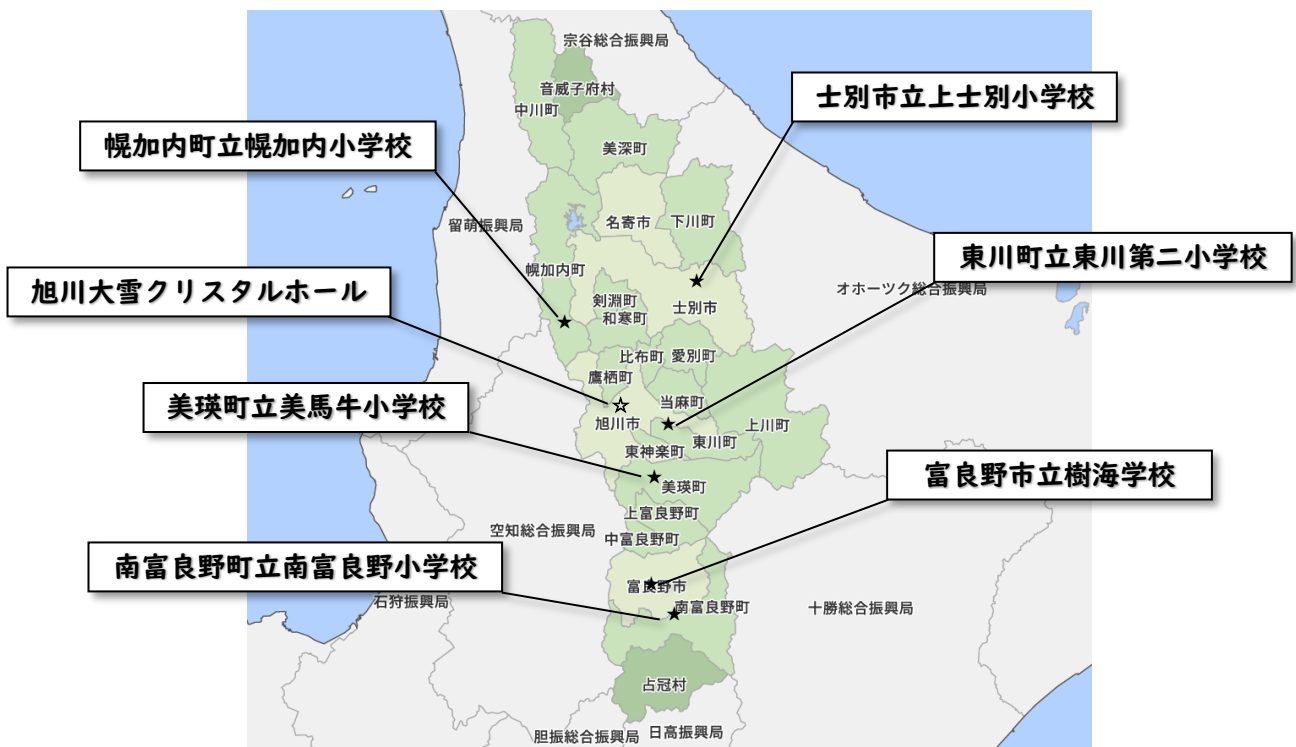 宗谷総合振興局
音威子府村
士別市立上士別小学校
中川町
幌加内町立幌加内小学校
美深町
留萌振興局
名寄市
下川町
東川町立東川第二小学校
幌加内町
旭川大雪クリスタルホール
オホーツク総合振興局
剣淵町
士別市
和寒町
比布町
愛別町
鷹栖町
美瑛町立美馬牛小学校
当麻町
旭川市
上川町
東川町
東神楽町
富良野市立樹海学校
美瑛町
上富良野町
空知総合振興局
中富良野町
南富良野町立南富良野小学校
富良野市
石狩振興局
南富良野町
十勝総合振興局
占冠村
胆振総合振興局
日高振興局